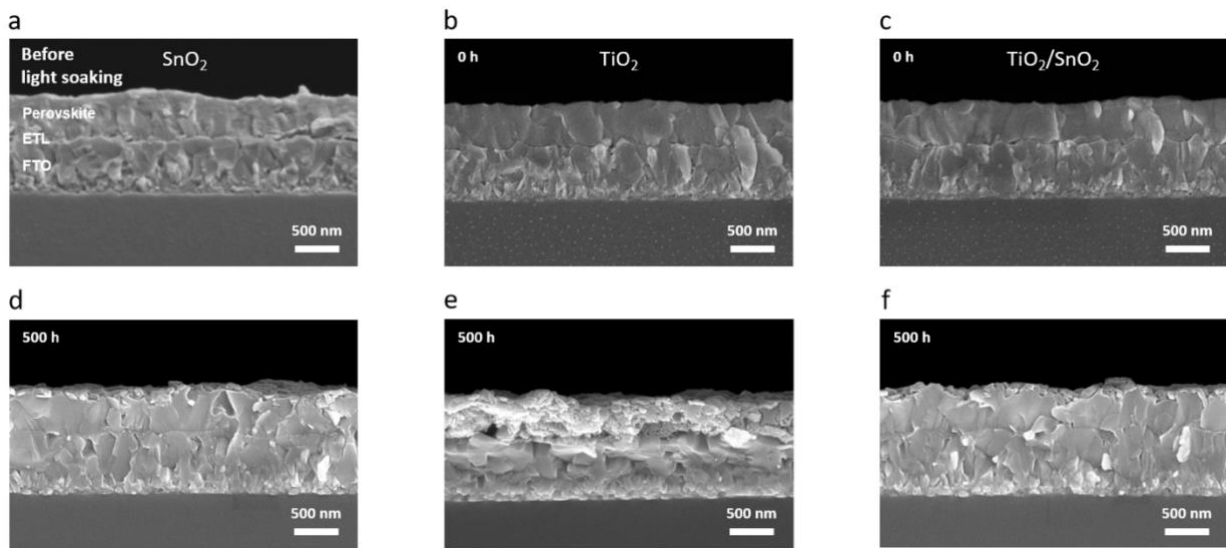 a
Before
light soaking
SnO₂
Perovskite
ETL
FTO
500 nm
b
0 h
TiO₂
500 nm
c
0 h
TiO₂/SnO₂
500 nm
d
500 h
500 nm
e
500 h
500 nm
f
500 h
500 nm